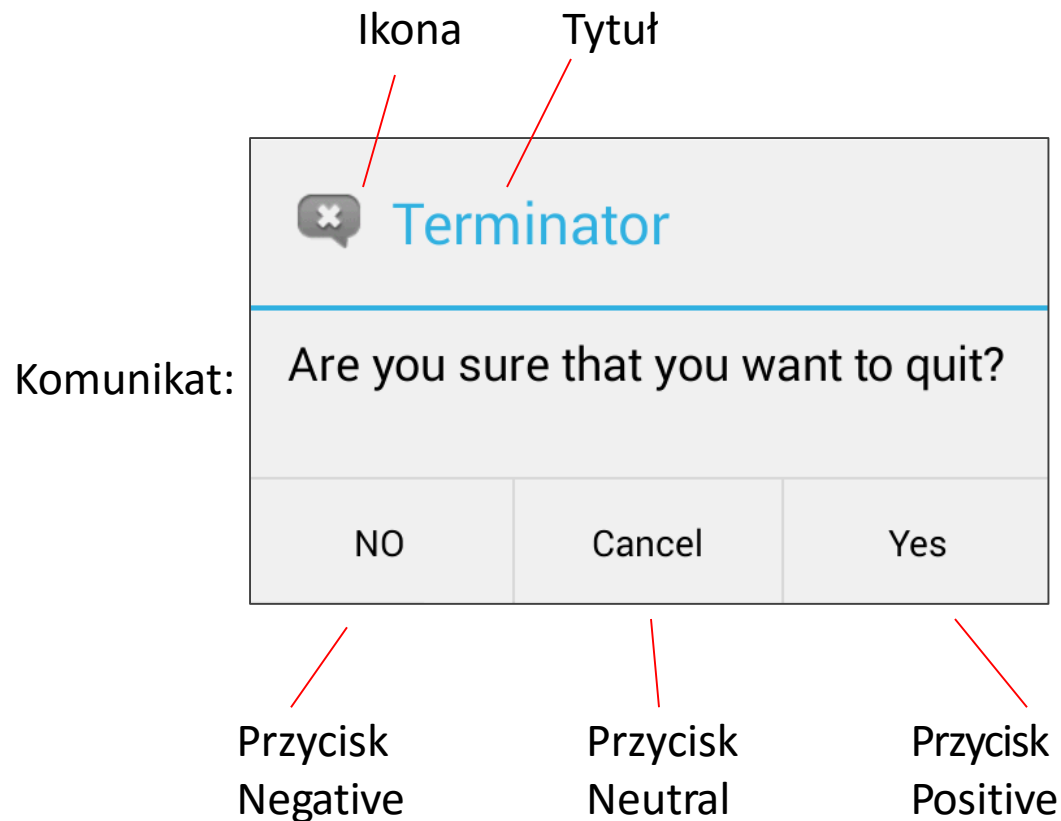 Ikona Tytuł
Terminator
Komunikat: Are you sure that you want to quit?
NO Cancel Yes
Przycisk Przycisk Przycisk
Negative Neutral Positive